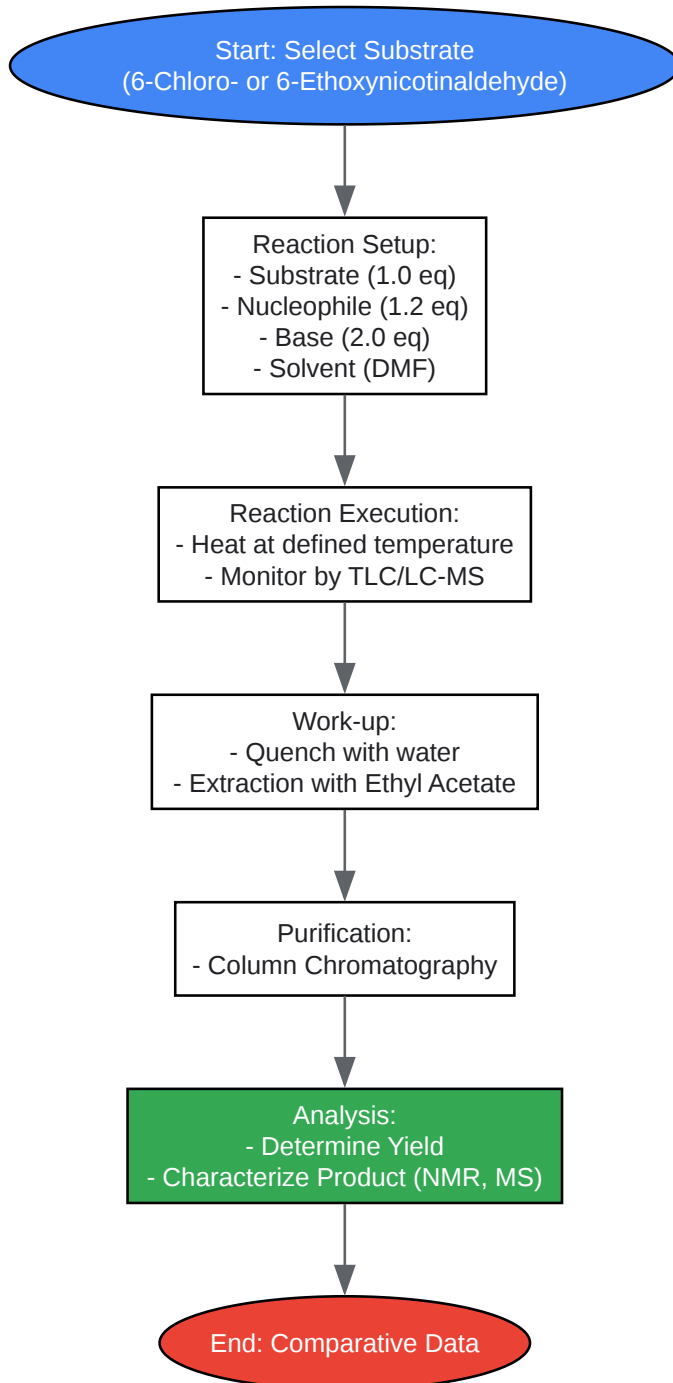 Start: Select Substrate
(6-Chloro- or 6-Ethoxynicotinaldehyde)
Reaction Setup:
- Substrate (1.0 eq)
- Nucleophile (1.2 eq)
- Base (2.0 eq)
- Solvent (DMF)
Reaction Execution:
- Heat at defined temperature
- Monitor by TLC/LC-MS
Work-up:
- Quench with water
- Extraction with Ethyl Acetate
Purification:
- Column Chromatography
Analysis:
- Determine Yield
- Characterize Product (NMR, MS)
End: Comparative Data